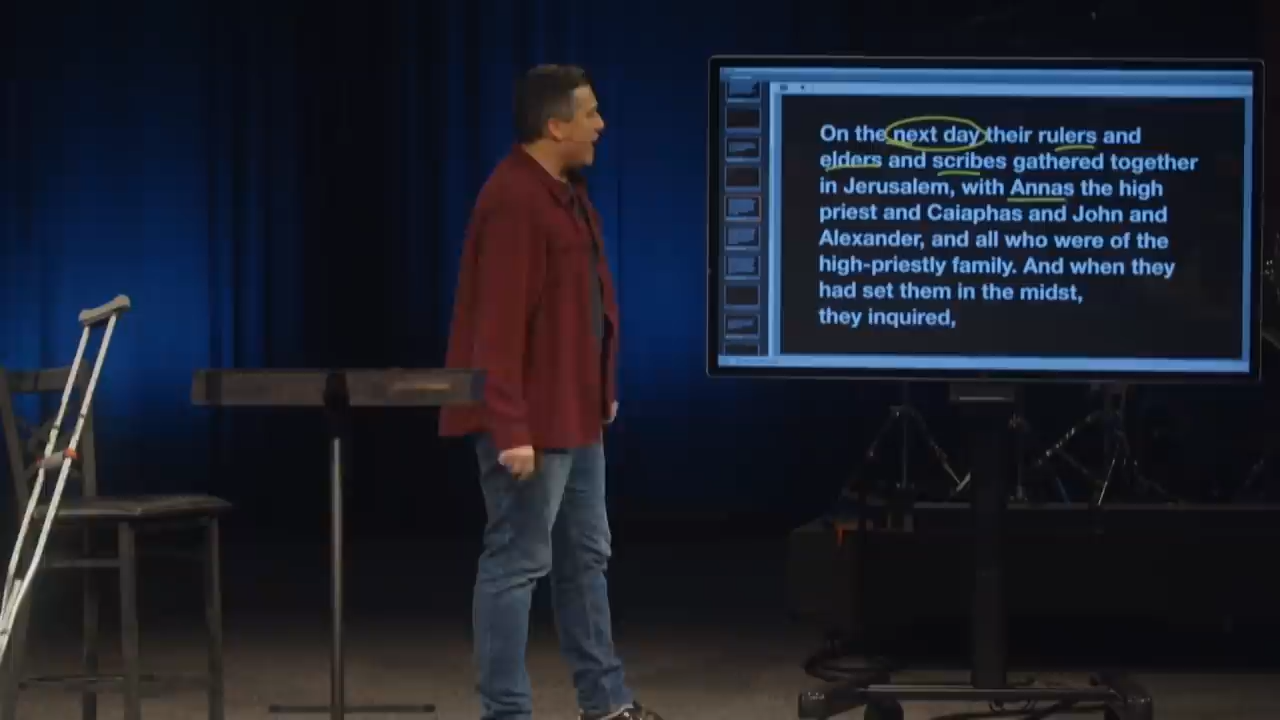 On the next day their rulers and
elders and scribes gathered together
in Jerusalem, with Annas the high
priest and Caiaphas and John and
Alexander, and all who were of the
high-priestly family. And when they
had set them in the midst,
they inquired,